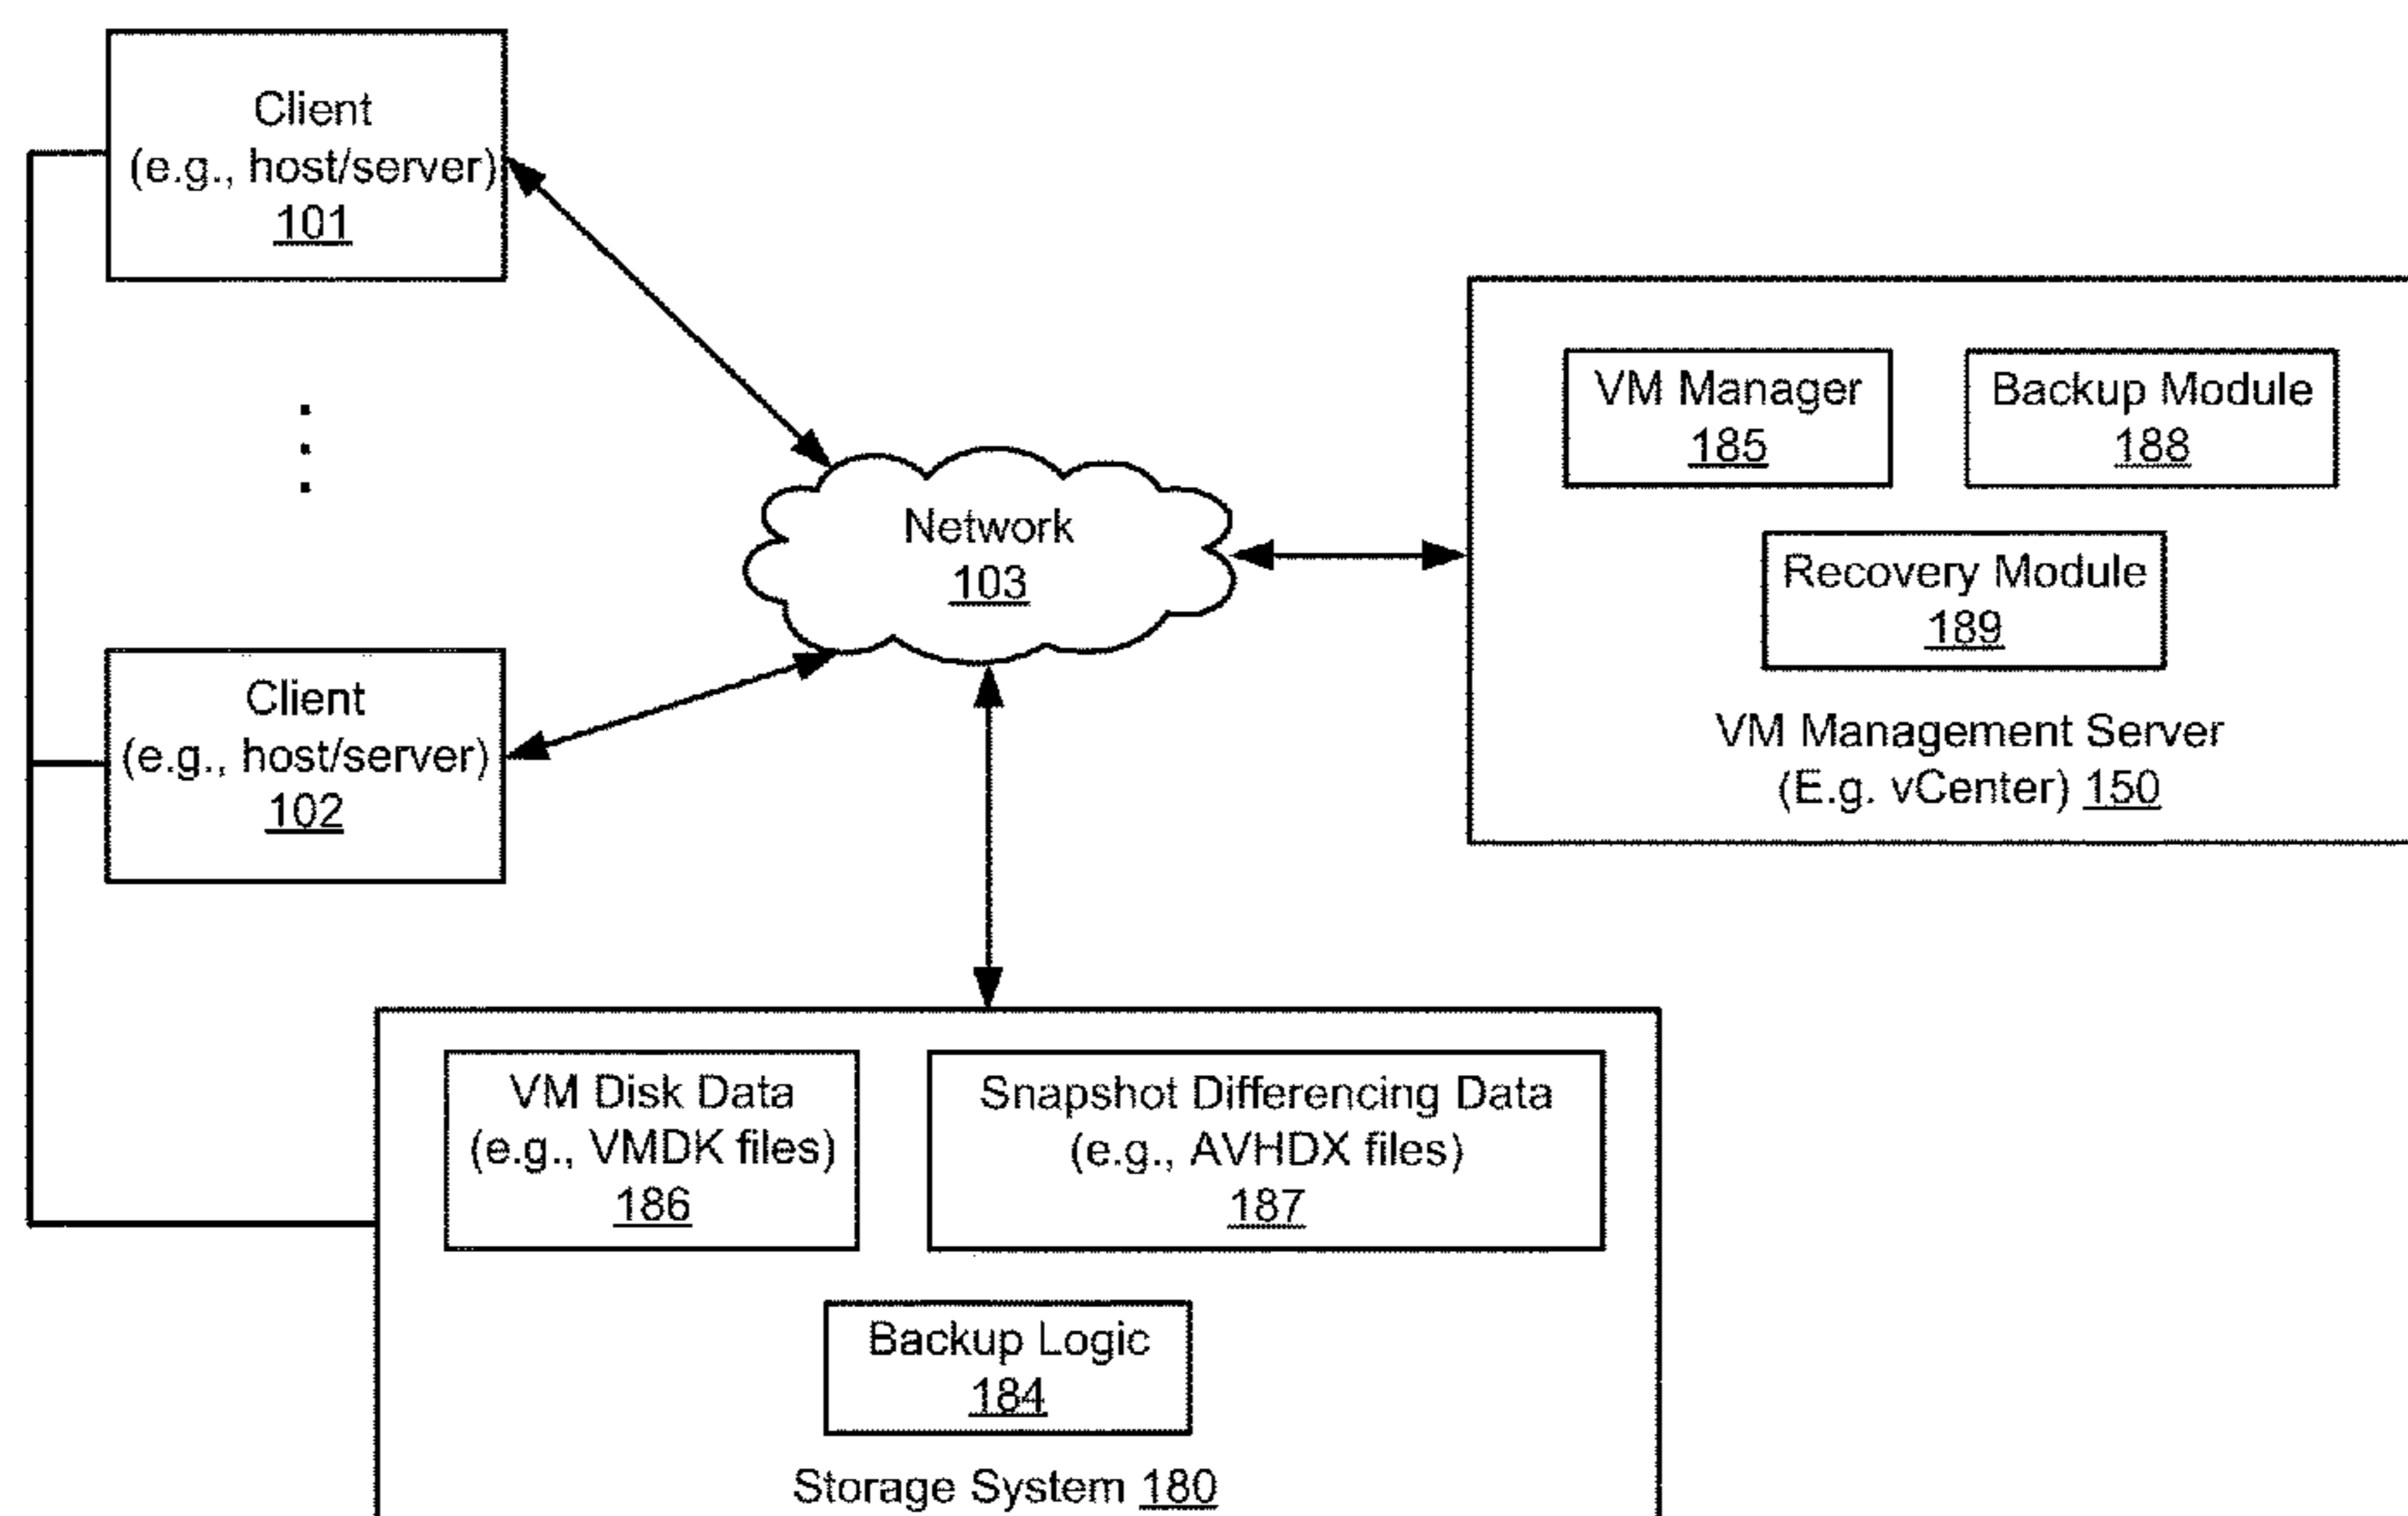 Client
(e.g., host/server)
101
VM Manager
185
Backup Module
188
Network
103
Recovery Module
189
Client
(e.g., host/server)
102
VM Management Server
(E.g. vCenter) 150
VM Disk Data
(e.g., VMDK files)
186
Snapshot Differencing Data
(e.g., AVHDX files)
187
Backup Logic
184
Storage System 180